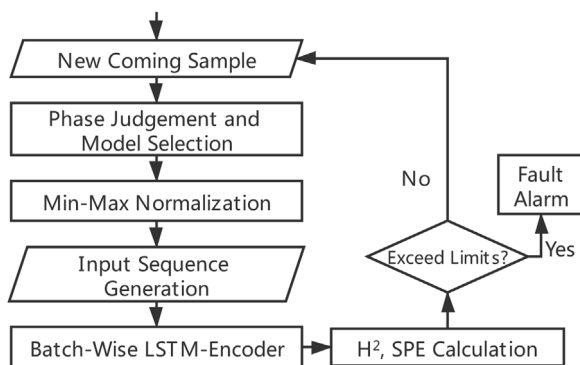 New Coming Sample
Phase Judgement and
Model Selection
Min-Max Normalization
Input Sequence
Generation
Batch-Wise LSTM-Encoder
H², SPE Calculation
Exceed Limits?
No
Yes
Fault
Alarm